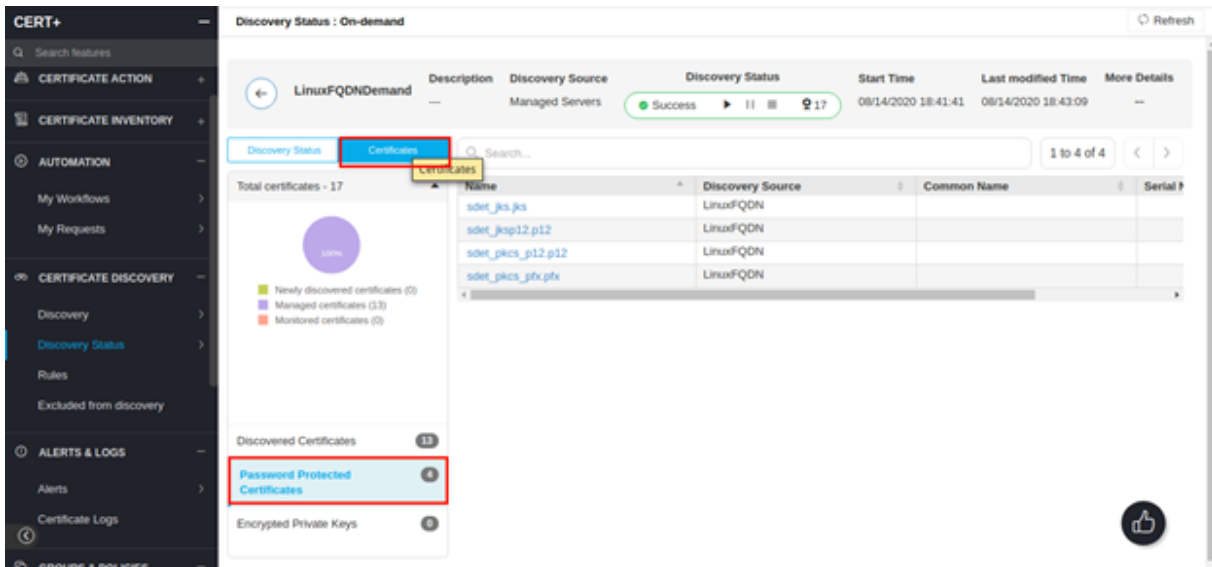 CERT+
Search features
CERTIFICATE ACTION
CERTIFICATE INVENTORY
AUTOMATION
My Workflows
My Requests
CERTIFICATE DISCOVERY
Discovery
Discovery Status
Rules
Excluded from discovery
ALERTS & LOGS
Alerts
Certificate Logs
GROUPS & POLICIES
Discovery Status : On-demand
Refresh
LinuxFQDNDemand
Description Discovery Source Discovery Status Start Time Last modified Time More Details
--- Managed Servers Success 17 08/14/2020 18:41:41 08/14/2020 18:43:09 ---
Discovery Status Certificates Search... 1 to 4 of 4
Certificates
Total certificates - 17
100%
Newly discovered certificates (0)
Managed certificates (13)
Monitored certificates (0)
Discovered Certificates 13
Password Protected Certificates 4
Encrypted Private Keys 0
Name Discovery Source Common Name Serial
sdet_jks.jks LinuxFQDN
sdet_jksp12.p12 LinuxFQDN
sdet_pkcs_p12.p12 LinuxFQDN
sdet_pkcs_pfx.pfx LinuxFQDN